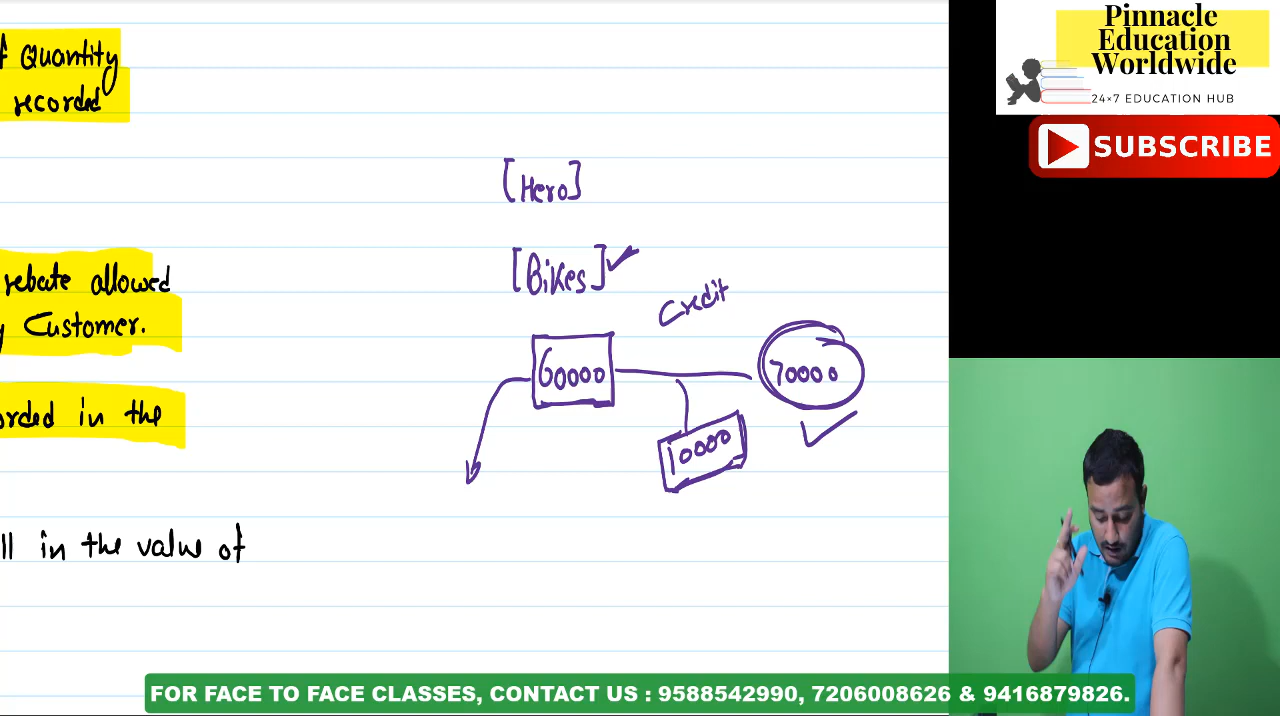 f Quantity
recorded
[Hero]
[Bikes]
rebate allowed
y Customer.
Credit
60000
70000
10000
orded in the
ll in the value of
Pinnacle
Education
Worldwide
24×7 EDUCATION HUB
SUBSCRIBE
FOR FACE TO FACE CLASSES, CONTACT US : 9588542990, 7206008626 & 9416879826.